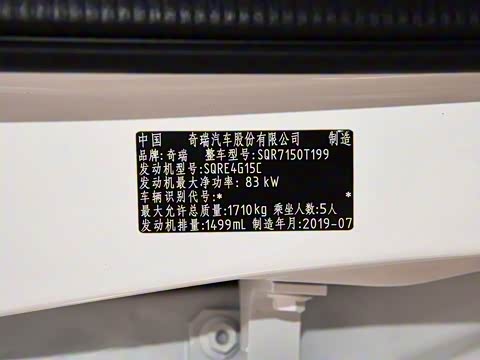 中国 奇瑞汽车股份有限公司 制造
品牌:奇瑞 整车型号:SQR7150T199
发动机型号:SQRE4G15C
发动机最大净功率: 83 kW
车辆识别代号:* *
最大允许总质量:1710kg 乘坐人数:5人
发动机排量:1499mL 制造年月:2019-07